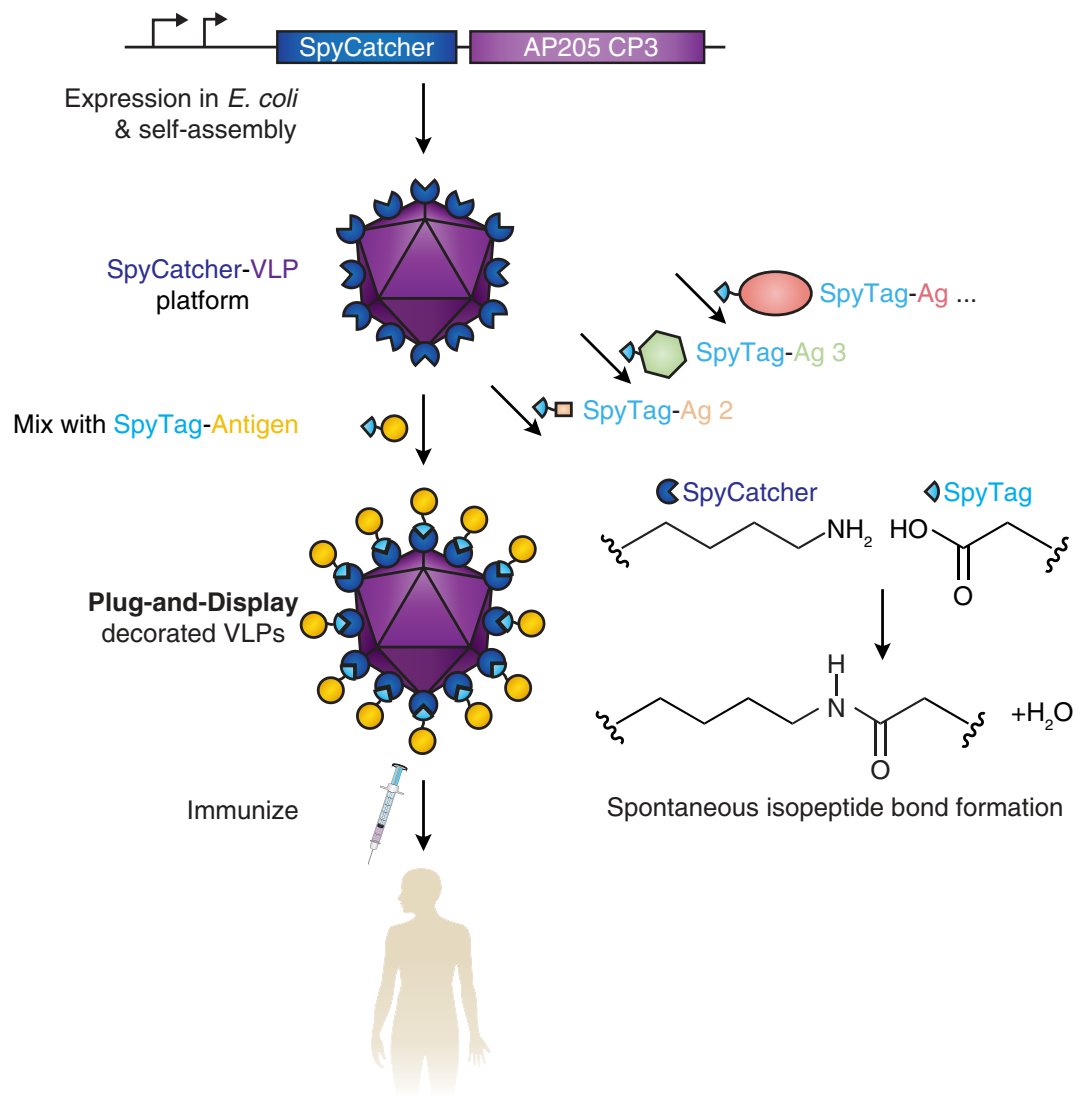 SpyCatcher
AP205 CP3
Expression in E. coli
& self-assembly
SpyCatcher-VLP
platform
SpyTag-Ag ...
SpyTag-Ag 3
SpyTag-Ag 2
Mix with SpyTag-Antigen
SpyCatcher
SpyTag
NH₂
HO
O
Plug-and-Display
decorated VLPs
H
N
O
+H₂O
Immunize
Spontaneous isopeptide bond formation